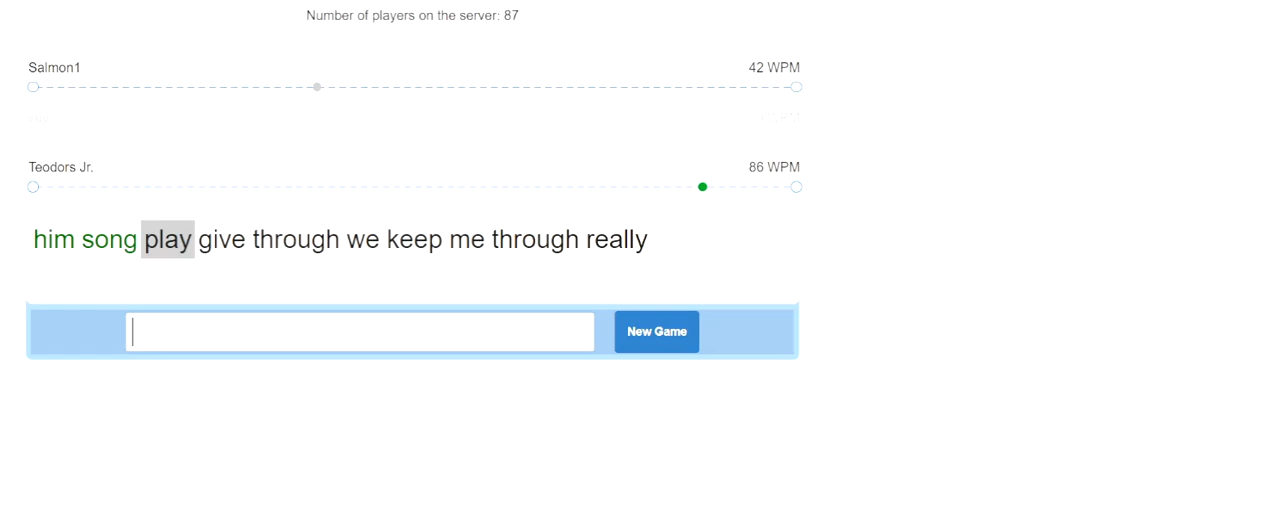 Number of players on the server: 87
Salmon1 42 WPM
Teodors Jr. 86 WPM
him song play give through we keep me through really
New Game